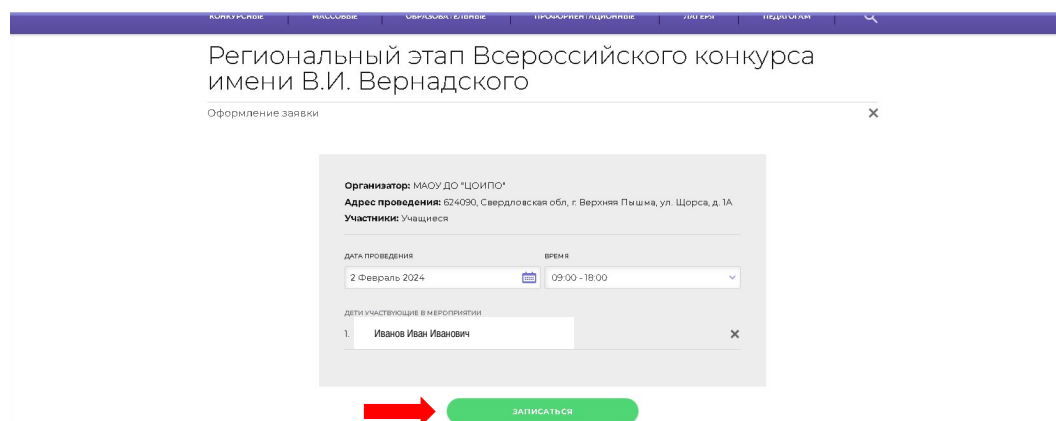 КОНКУРСНЫЕ МАССОВЫЕ ОБРАЗОВАТЕЛЬНЫЕ ПРОФОРИЕНТАЦИОННЫЕ ЛАГЕРЯ ПЕДАГОГАМ
Региональный этап Всероссийского конкурса
имени В.И. Вернадского
Оформление заявки
Организатор: МАОУ ДО "ЦОИПО"
Адрес проведения: 624090, Свердловская обл, г. Верхняя Пышма, ул. Щорса, д. 1А
Участники: Учащиеся
ДАТА ПРОВЕДЕНИЯ ВРЕМЯ
2 Февраль 2024 09:00 - 18:00
ДЕТИ УЧАСТВУЮЩИЕ В МЕРОПРИЯТИИ
1. Иванов Иван Иванович
ЗАПИСАТЬСЯ